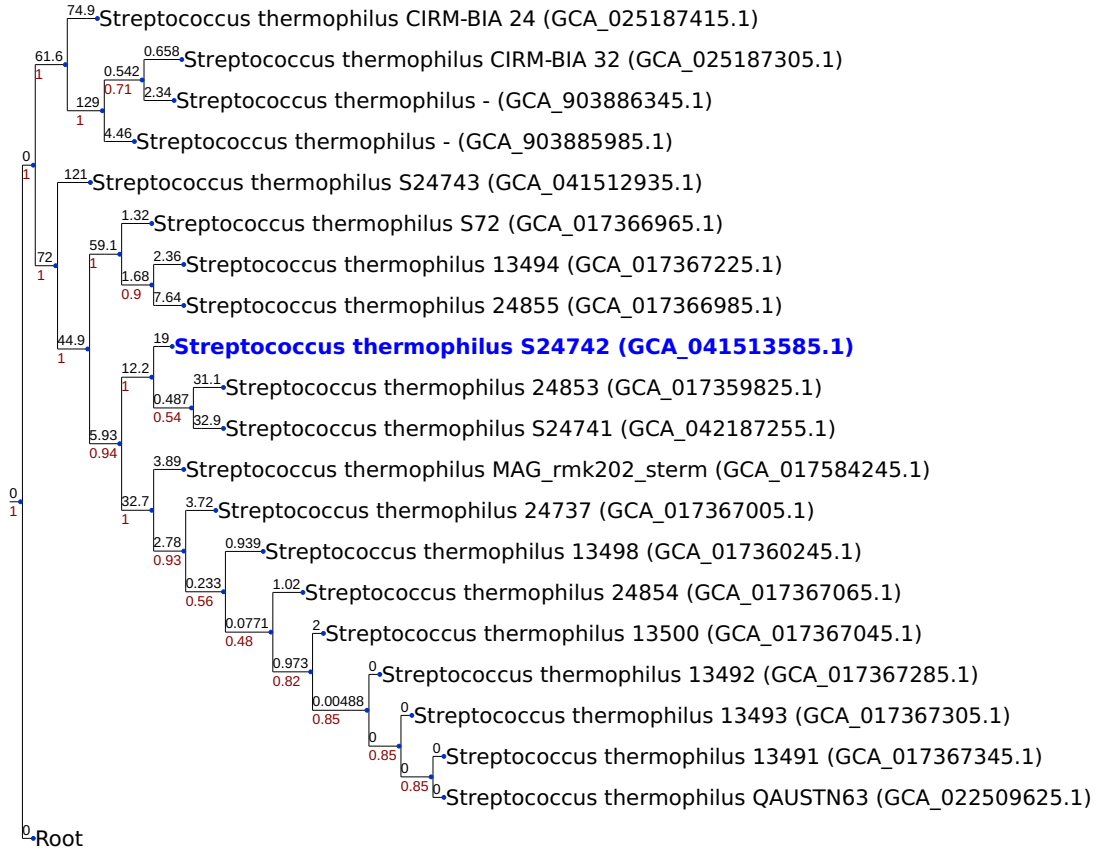 74.9 Streptococcus thermophilus CIRM-BIA 24 (GCA_025187415.1)
61.6
1
0.658 Streptococcus thermophilus CIRM-BIA 32 (GCA_025187305.1)
0.542
0.71
2.34 Streptococcus thermophilus - (GCA_903886345.1)
129
1
4.46 Streptococcus thermophilus - (GCA_903885985.1)
0
1
121 Streptococcus thermophilus S24743 (GCA_041512935.1)
1.32 Streptococcus thermophilus S72 (GCA_017366965.1)
59.1
1
72
1
2.36 Streptococcus thermophilus 13494 (GCA_017367225.1)
1.68
0.9
7.64 Streptococcus thermophilus 24855 (GCA_017366985.1)
44.9
1
19 Streptococcus thermophilus S24742 (GCA_041513585.1)
12.2
1
31.1 Streptococcus thermophilus 24853 (GCA_017359825.1)
0.487
0.54
32.9 Streptococcus thermophilus S24741 (GCA_042187255.1)
5.93
0.94
3.89 Streptococcus thermophilus MAG_rmk202_sterm (GCA_017584245.1)
0
1
32.7
1
3.72 Streptococcus thermophilus 24737 (GCA_017367005.1)
2.78
0.93
0.939 Streptococcus thermophilus 13498 (GCA_017360245.1)
0.233
0.56
1.02 Streptococcus thermophilus 24854 (GCA_017367065.1)
0.0771
0.48
2 Streptococcus thermophilus 13500 (GCA_017367045.1)
0.973
0.82
0 Streptococcus thermophilus 13492 (GCA_017367285.1)
0.00488
0.85
0 Streptococcus thermophilus 13493 (GCA_017367305.1)
0
0.85
0 Streptococcus thermophilus 13491 (GCA_017367345.1)
0
0.85
0 Streptococcus thermophilus QAUSTN63 (GCA_022509625.1)
0 Root